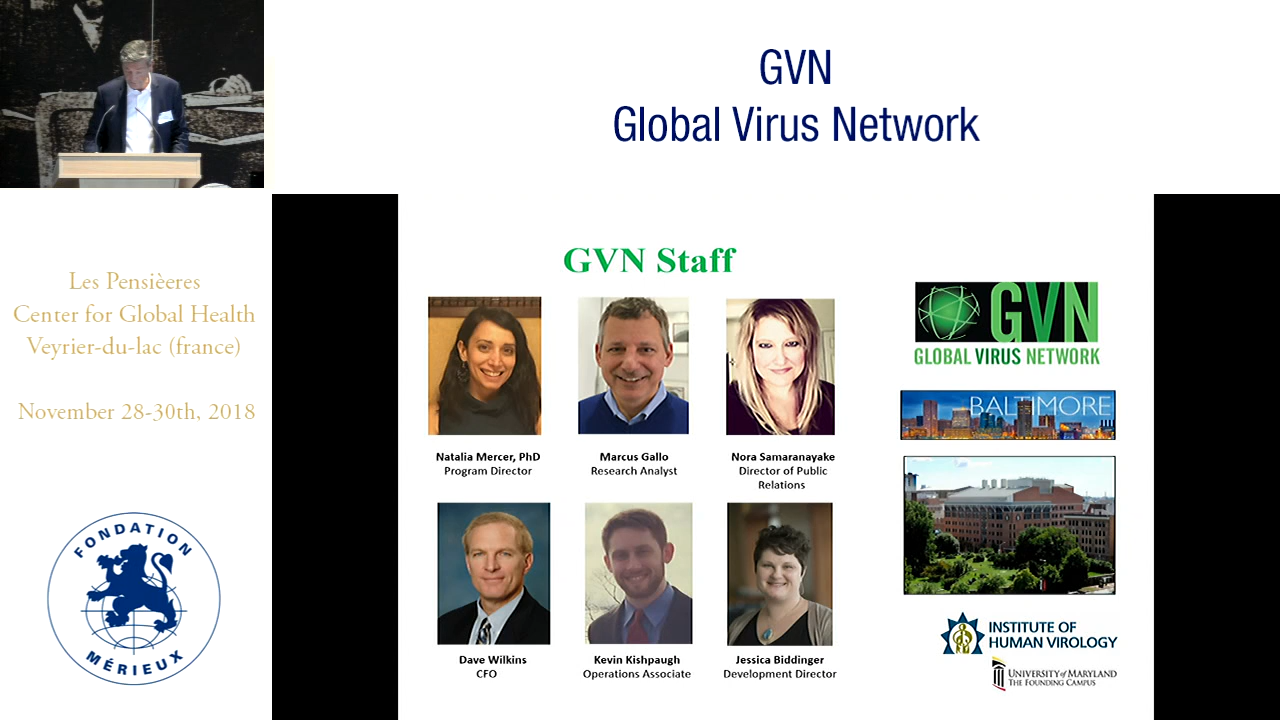 GVN
Global Virus Network
Les Pensièeres
Center for Global Health
Veyrier-du-lac (france)
November 28-30th, 2018
FONDATION
MÉRIEUX
GVN Staff
Natalia Mercer, PhD
Program Director
Marcus Gallo
Research Analyst
Nora Samaranayake
Director of Public
Relations
Dave Wilkins
CFO
Kevin Kishpaugh
Operations Associate
Jessica Biddinger
Development Director
GVN
GLOBAL VIRUS NETWORK
BALTIMORE
INSTITUTE OF
HUMAN VIROLOGY
UNIVERSITY of MARYLAND
THE FOUNDING CAMPUS